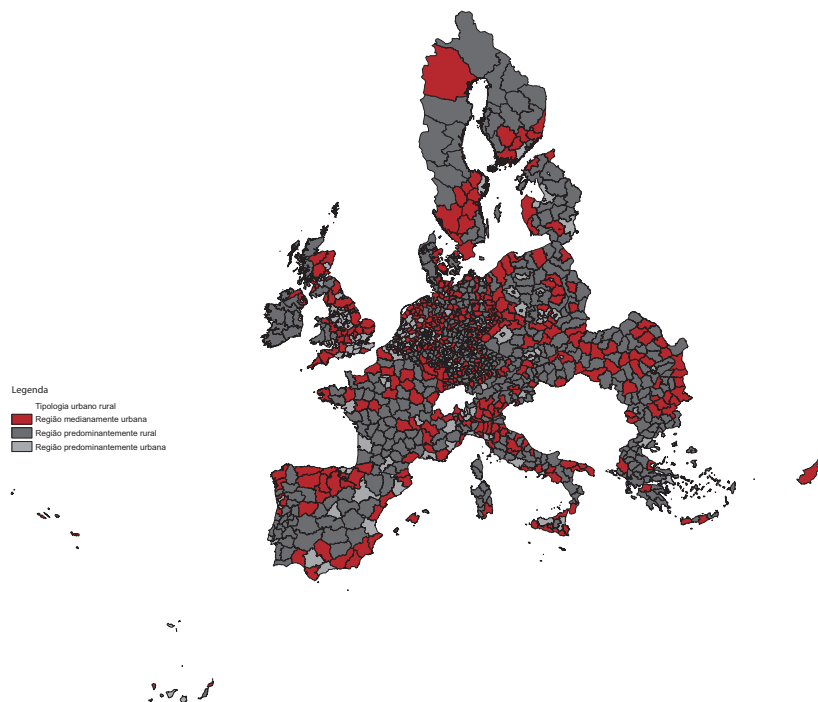 Legenda
Tipologia urbano rural
Região medianamente urbana
Região predominantemente rural
Região predominantemente urbana